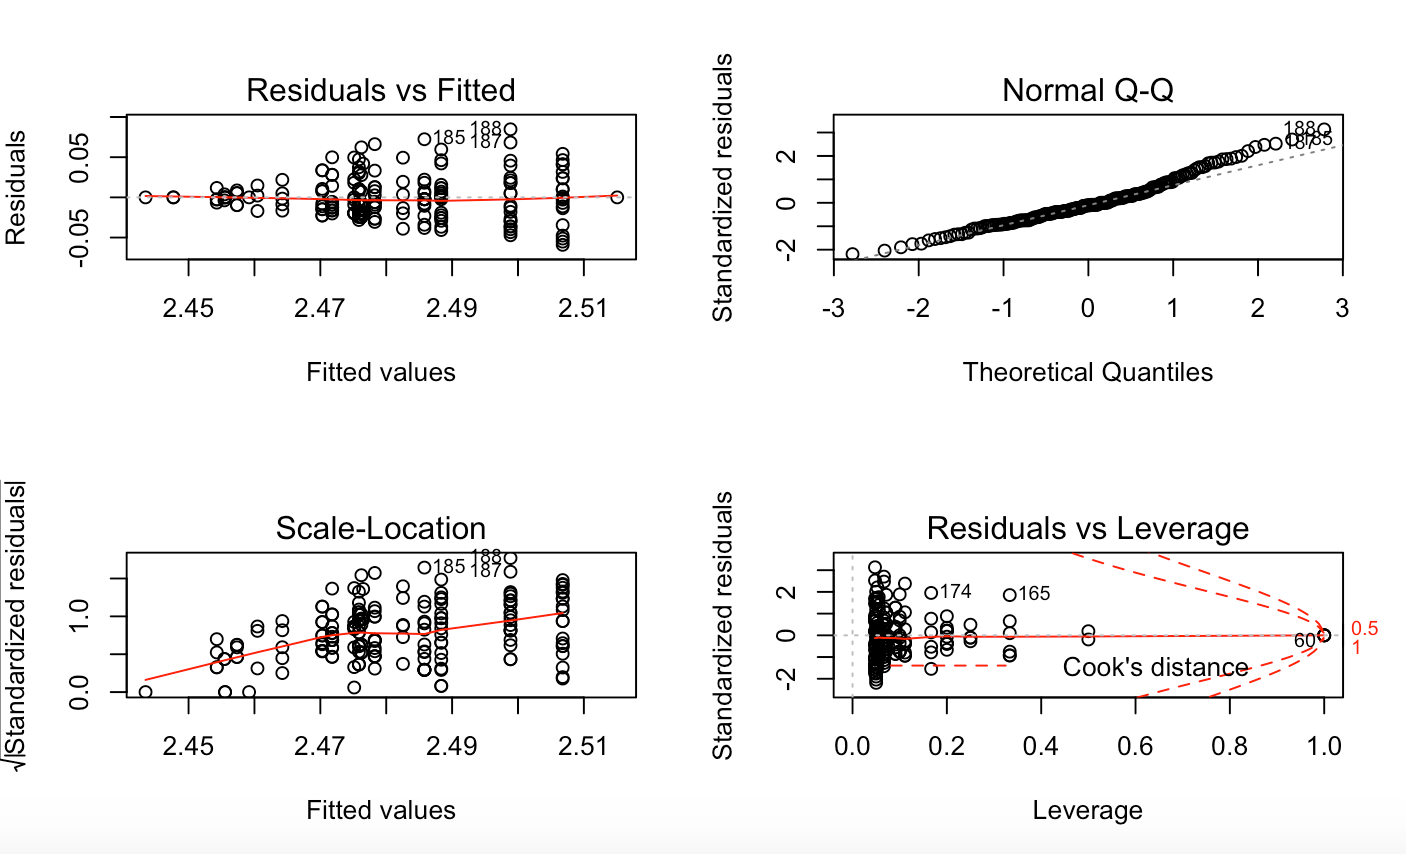 Residuals vs Fitted
Residuals
0.05
-0.05
188
185
187
2.45 2.47 2.49 2.51
Fitted values
Normal Q-Q
Standardized residuals
2
0
-2
188
185
187
-3 -2 -1 0 1 2 3
Theoretical Quantiles
Scale-Location
√|Standardized residuals|
1.0
0.0
188
185
187
2.45 2.47 2.49 2.51
Fitted values
Residuals vs Leverage
Standardized residuals
2
0
-2
174
165
60
Cook's distance
0.5
1
0.0 0.2 0.4 0.6 0.8 1.0
Leverage